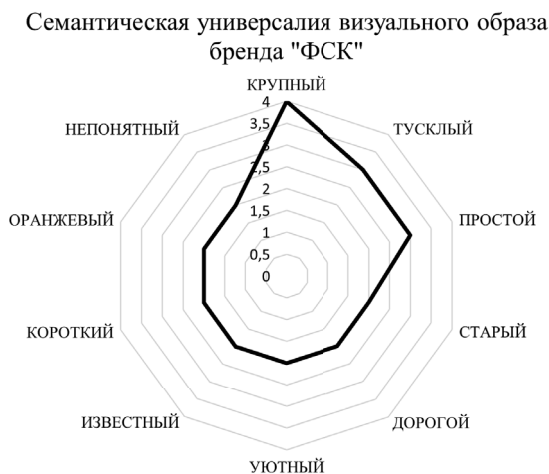 Семантическая универсалия визуального образа
бренда "ФСК"
КРУПНЫЙ
4
НЕПОНЯТНЫЙ
3,5
ТУСКЛЫЙ
3
2,5
2
ОРАНЖЕВЫЙ
1,5
ПРОСТОЙ
1
0,5
0
КОРОТКИЙ
СТАРЫЙ
ИЗВЕСТНЫЙ
ДОРОГОЙ
УЮТНЫЙ